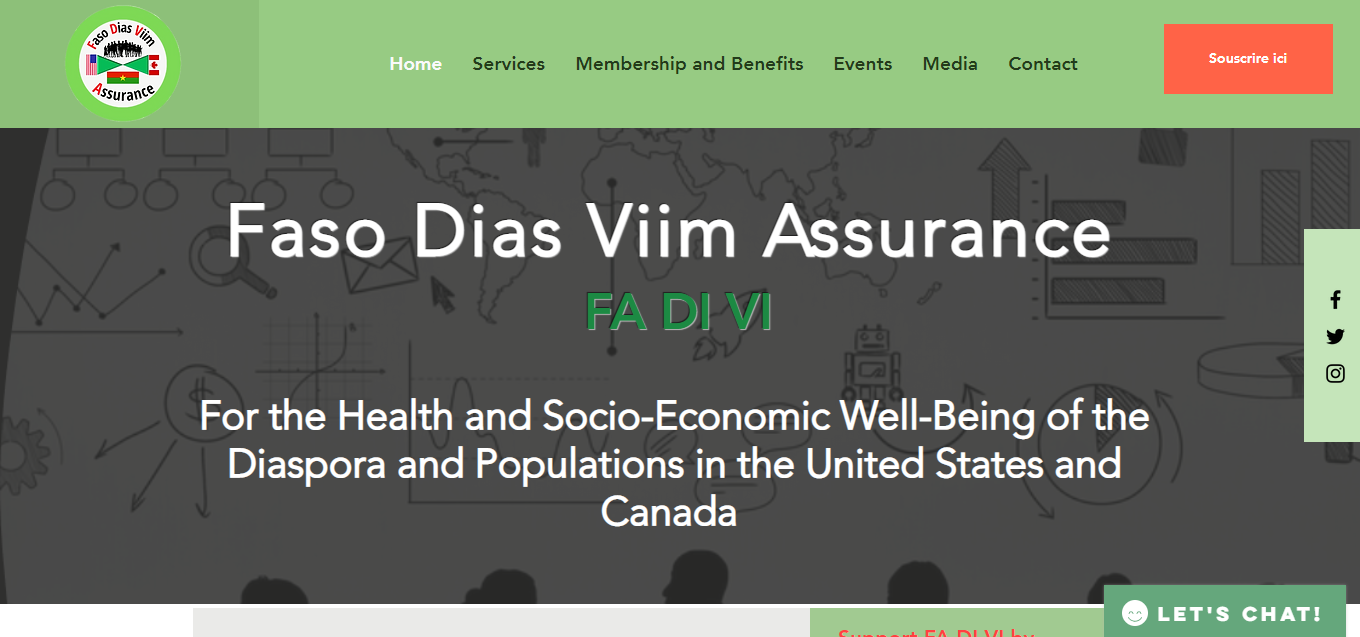 Faso Dias Viim
Assurance
Home
Services
Membership and Benefits
Events
Media
Contact
Souscrire ici
Faso Dias Viim Assurance
FA DI VI
For the Health and Socio-Economic Well-Being of the
Diaspora and Populations in the United States and
Canada
Support FA DI VI by
LET'S CHAT!